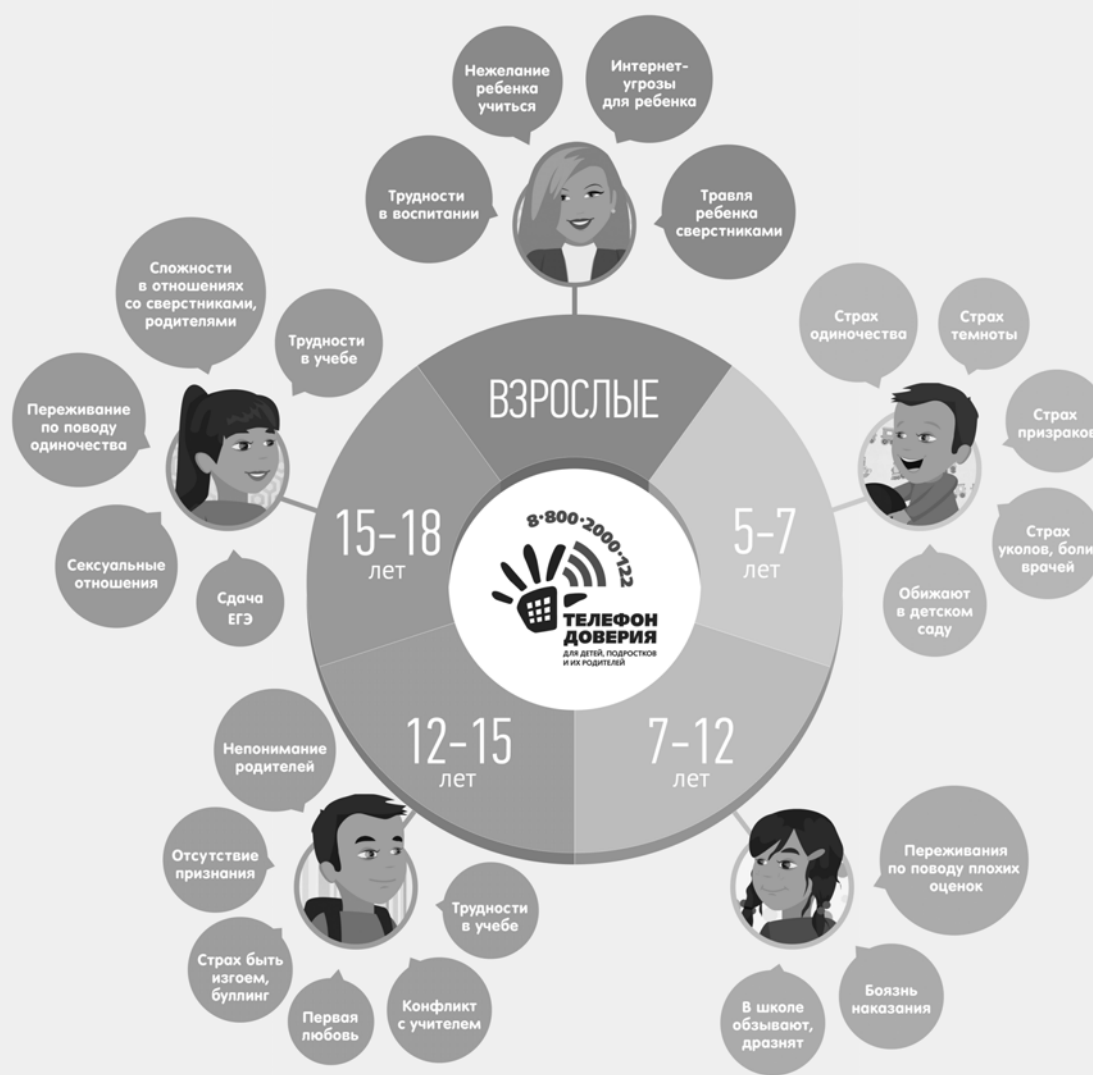 Нежелание
ребенка
учиться
Интернет-
угрозы
для ребенка
Трудности
в воспитании
Травля
ребенка
сверстниками
Сложности
в отношениях
со сверстниками,
родителями
Трудности
в учебе
Переживание
по поводу
одиночества
Сексуальные
отношения
Сдача
ЕГЭ
Страх
одиночества
Страх
темноты
Страх
призраков
Страх
уколов, боли,
врачей
Обижают
в детском
саду
ВЗРОСЛЫЕ
15–18
лет
5–7
лет
8·800·2000·122
ТЕЛЕФОН
ДОВЕРИЯ
ДЛЯ ДЕТЕЙ, ПОДРОСТКОВ
И ИХ РОДИТЕЛЕЙ
12–15
лет
7–12
лет
Непонимание
родителей
Отсутствие
признания
Страх быть
изгоем,
буллинг
Первая
любовь
Конфликт
с учителем
Трудности
в учебе
Переживания
по поводу плохих
оценок
Боязнь
наказания
В школе
обзывают,
дразнят